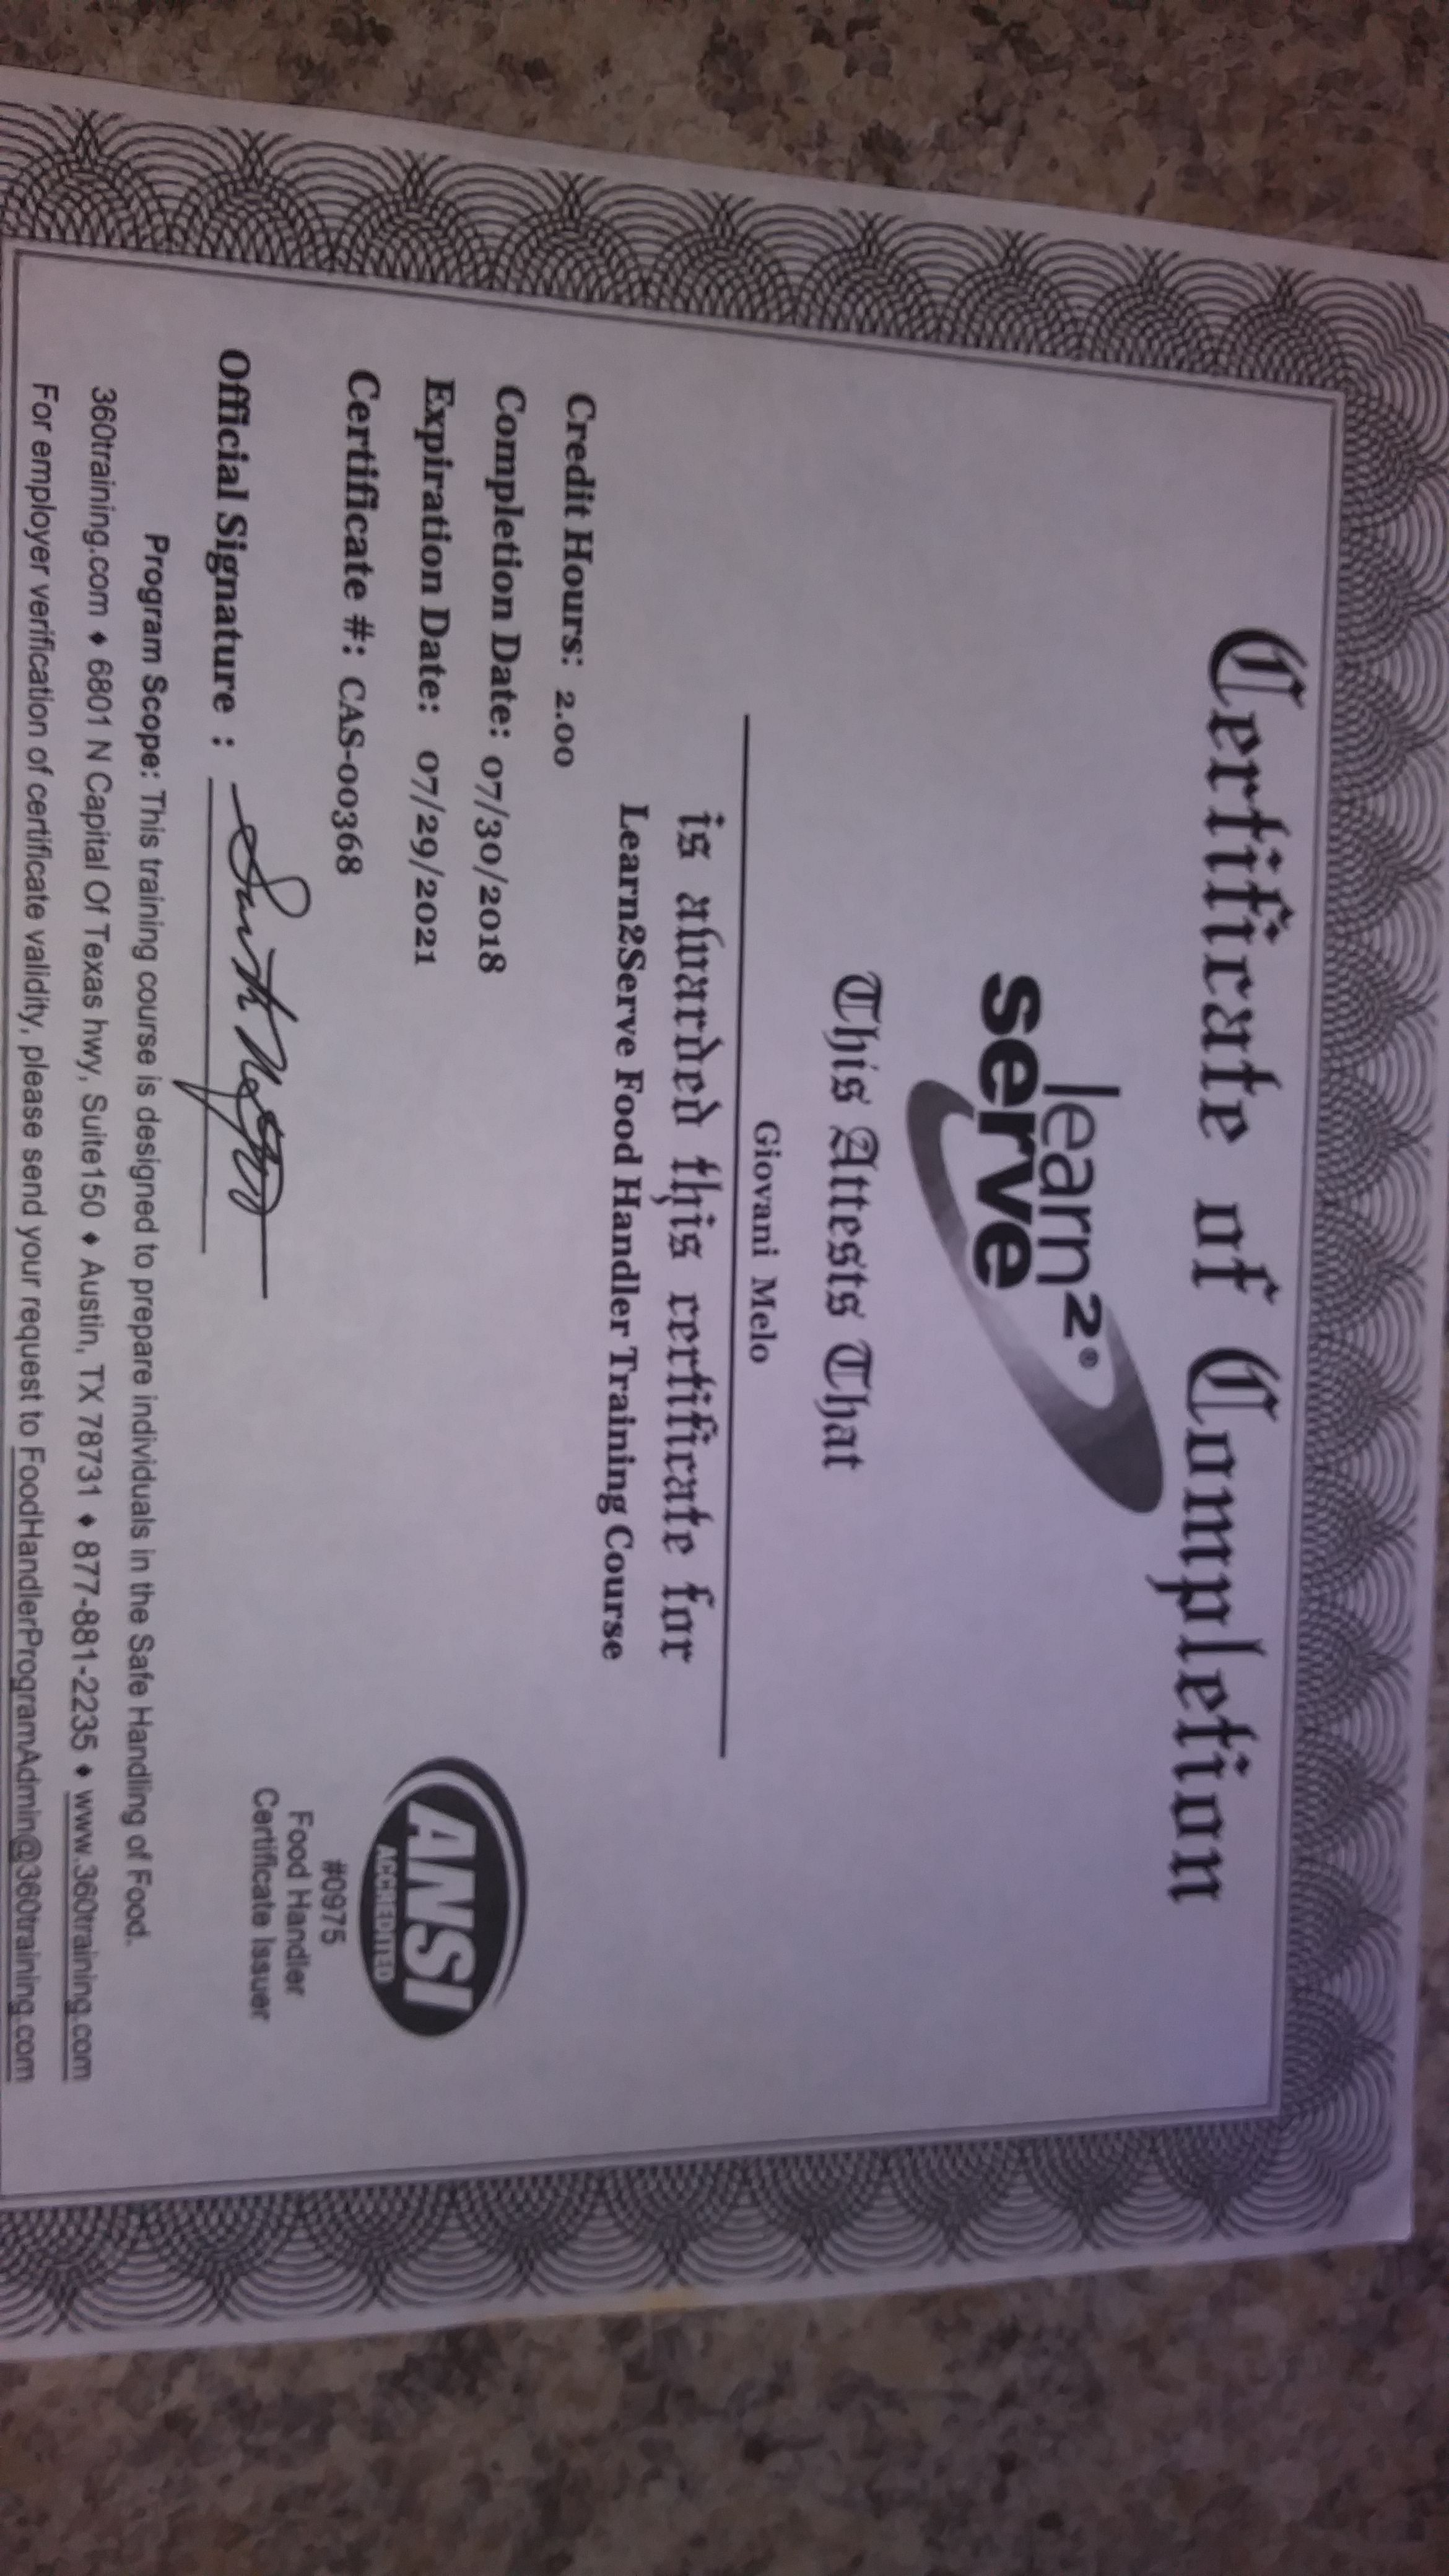 Certificate of Completion
learn2®
serve
This Attests That
Giovani Melo
is awarded this certificate for
Learn2Serve Food Handler Training Course
Credit Hours: 2.00
Completion Date: 07/30/2018
Expiration Date: 07/29/2021
Certificate #: CAS-00368
Official Signature :
ANSI
ACCREDITED
#0975
Food Handler
Certificate Issuer
Program Scope: This training course is designed to prepare individuals in the Safe Handling of Food.
360training.com ♦ 6801 N Capital Of Texas hwy, Suite150 ♦ Austin, TX 78731 ♦ 877-881-2235 ♦ www.360training.com
For employer verification of certificate validity, please send your request to FoodHandlerProgramAdmin@360training.com